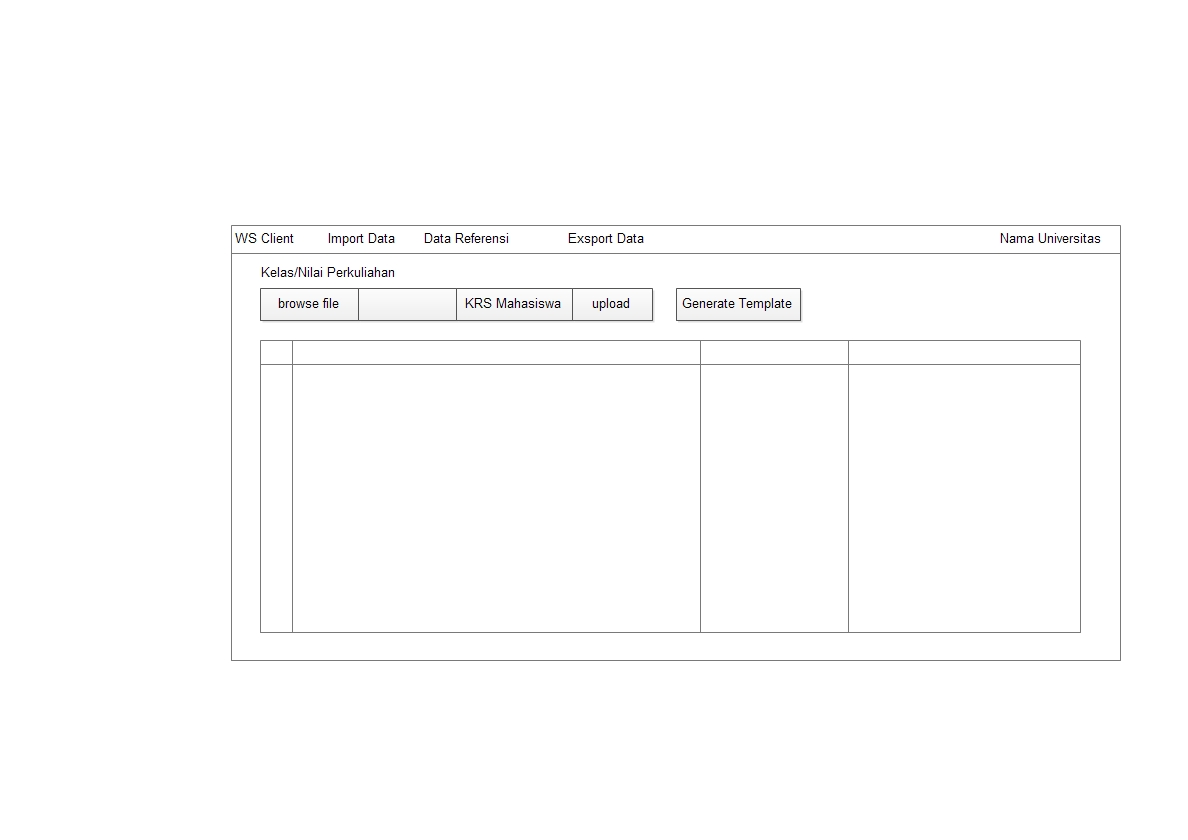 WS Client Import Data Data Referensi Exsport Data Nama Universitas
Kelas/Nilai Perkuliahan
browse file KRS Mahasiswa upload Generate Template